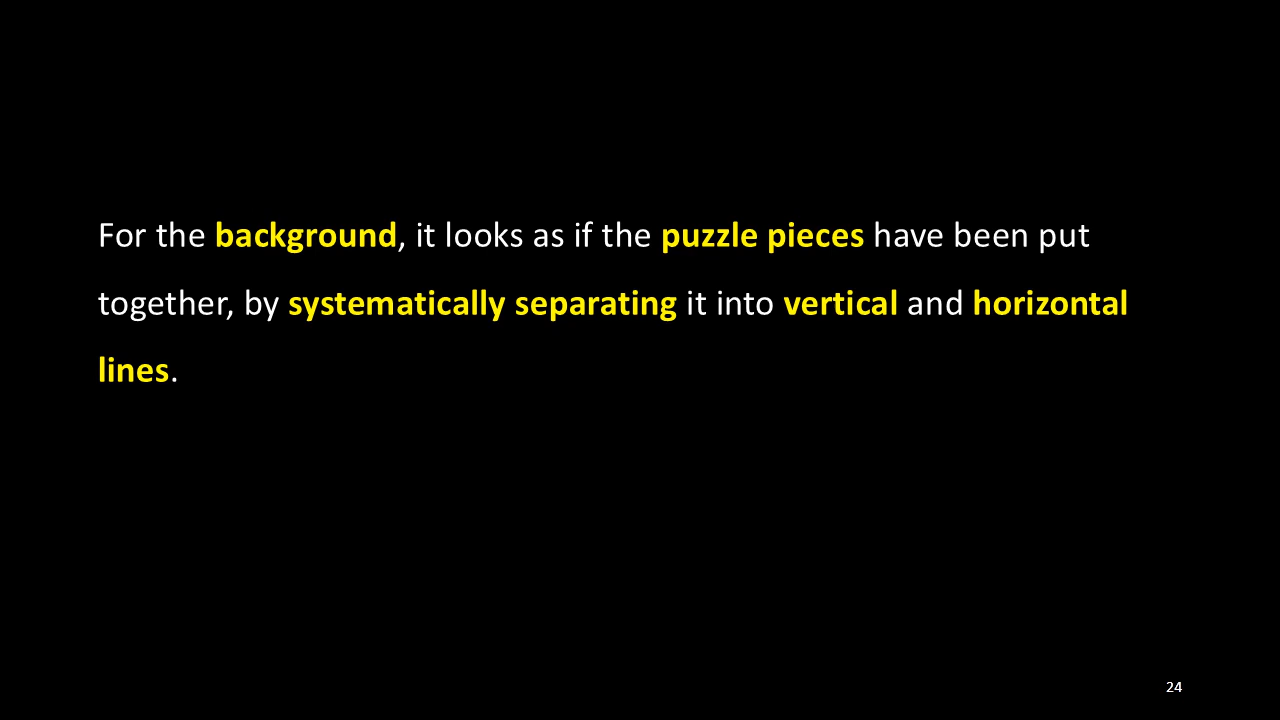 For the background, it looks as if the puzzle pieces have been put
together, by systematically separating it into vertical and horizontal
lines.
24